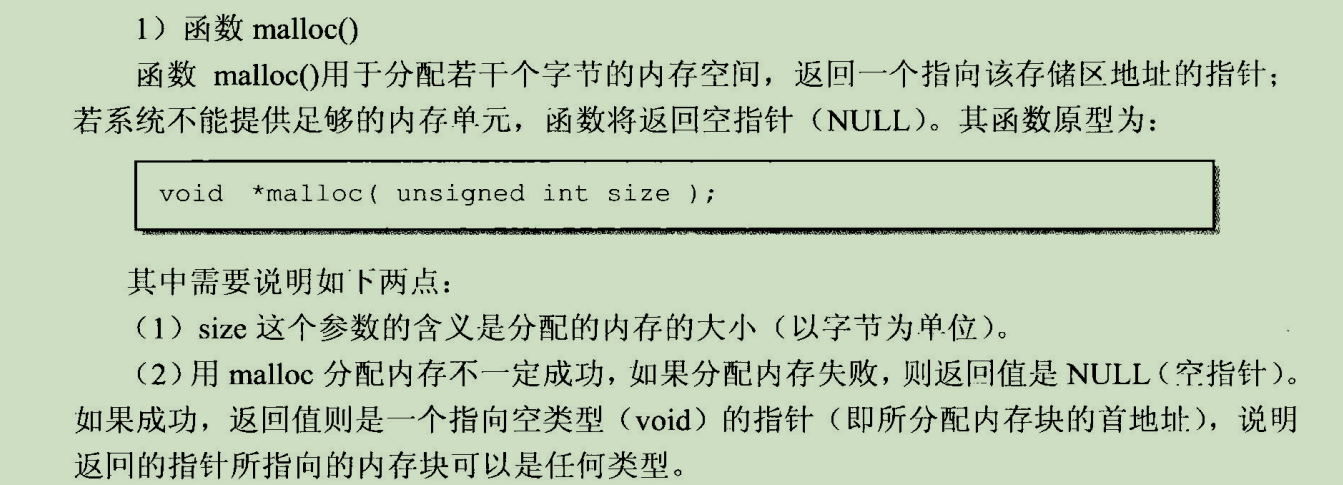 1）函数 malloc()
函数 malloc()用于分配若干个字节的内存空间，返回一个指向该存储区地址的指针；
若系统不能提供足够的内存单元，函数将返回空指针（NULL）。其函数原型为：
void *malloc( unsigned int size );
其中需要说明如下两点：
（1）size 这个参数的含义是分配的内存的大小（以字节为单位）。
（2）用 malloc 分配内存不一定成功，如果分配内存失败，则返回值是 NULL（空指针）。
如果成功，返回值则是一个指向空类型（void）的指针（即所分配内存块的首地址），说明
返回的指针所指向的内存块可以是任何类型。